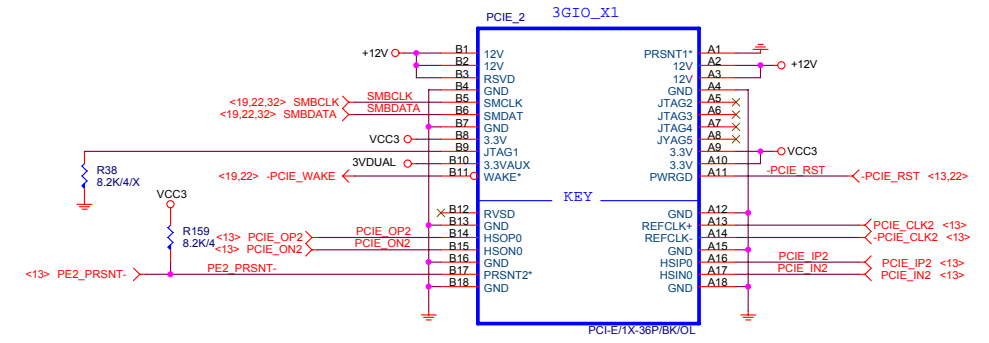 PCIE_2 3GIO_X1
+12V B1 12V PRSNT1* A1
B2 12V 12V A2 +12V
B3 RSVD 12V A3
B4 GND GND A4
<19,22,32> SMBCLK SMBCLK B5 SMCLK JTAG2 A5
<19,22,32> SMBDATA SMBDATA B6 SMDAT JTAG3 A6
B7 GND JTAG4 A7
VCC3 B8 3.3V JYAG5 A8
B9 JTAG1 3.3V A9 VCC3
3VDUAL B10 3.3VAUX 3.3V A10
R38
8.2K/4/X
<19,22> -PCIE_WAKE B11 WAKE* PWRGD A11 -PCIE_RST -PCIE_RST <13,22>
VCC3
KEY
B12 RVSD GND A12
B13 GND REFCLK+ A13 PCIE_CLK2 <13>
R159
8.2K/4
<13> PCIE_OP2 PCIE_OP2 B14 HSOP0 REFCLK- A14 -PCIE_CLK2 <13>
<13> PCIE_ON2 PCIE_ON2 B15 HSON0 GND A15
B16 GND HSIP0 A16 PCIE_IP2 PCIE_IP2 <13>
<13> PE2_PRSNT- PE2_PRSNT- B17 PRSNT2* HSIN0 A17 PCIE_IN2 PCIE_IN2 <13>
B18 GND GND A18
PCI-E/1X-36P/BK/OL